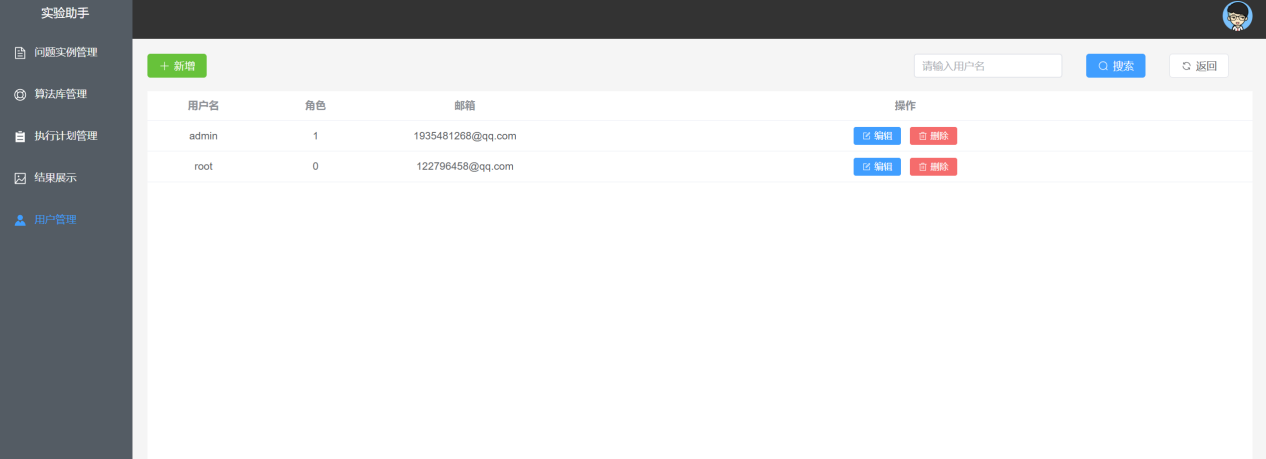 实验助手
问题实例管理
算法库管理
执行计划管理
结果展示
用户管理
新增 请输入用户名 搜索 返回
用户名 角色 邮箱 操作
admin 1 1935481268@qq.com 编辑 删除
root 0 122796458@qq.com 编辑 删除